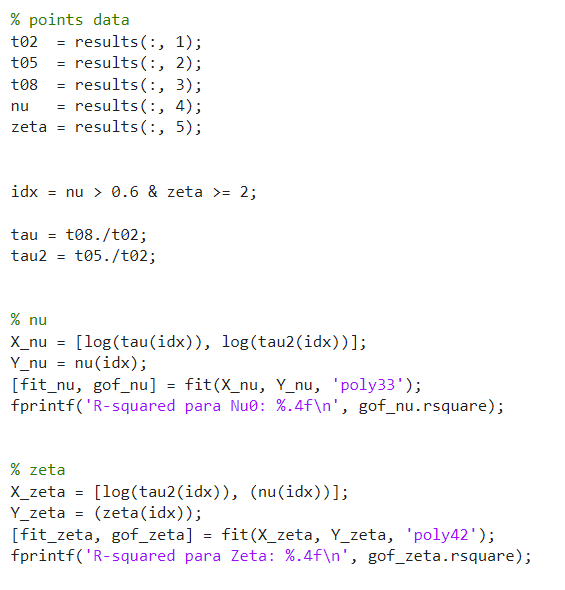 % points data
t02  = results(:, 1);
t05  = results(:, 2);
t08  = results(:, 3);
nu   = results(:, 4);
zeta = results(:, 5);
idx = nu > 0.6 & zeta >= 2;
tau = t08./t02;
tau2 = t05./t02;
% nu
X_nu = [log(tau(idx)), log(tau2(idx))];
Y_nu = nu(idx);
[fit_nu, gof_nu] = fit(X_nu, Y_nu, 'poly33');
fprintf('R-squared para Nu0: %.4f\n', gof_nu.rsquare);
% zeta
X_zeta = [log(tau2(idx)), (nu(idx))];
Y_zeta = (zeta(idx));
[fit_zeta, gof_zeta] = fit(X_zeta, Y_zeta, 'poly42');
fprintf('R-squared para Zeta: %.4f\n', gof_zeta.rsquare);